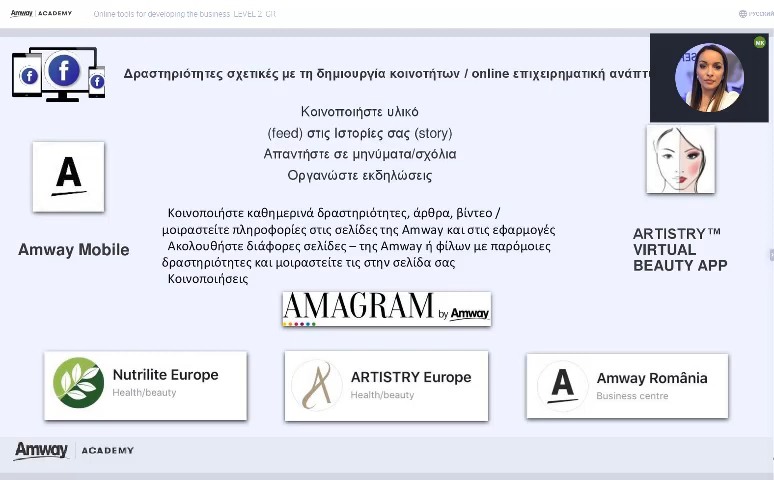 Amway | ACADEMY
Online tools for developing the business. LEVEL 2. GR
РУССКИЙ
MK
Δραστηριότητες σχετικές με τη δημιουργία κοινοτήτων / online επιχειρηματική
Κοινοποιήστε υλικό
(feed) στις Ιστορίες σας (story)
Απαντήστε σε μηνύματα/σχόλια
Οργανώστε εκδηλώσεις
A
Amway Mobile
Κοινοποιήστε καθημερινά δραστηριότητες, άρθρα, βίντεο /
μοιραστείτε πληροφορίες στις σελίδες της Amway και στις εφαρμογές
Ακολουθήστε διάφορες σελίδες – της Amway ή φίλων με παρόμοιες
δραστηριότητες και μοιραστείτε τις στην σελίδα σας
Κοινοποιήσεις
ARTISTRY™
VIRTUAL
BEAUTY APP
AMAGRAM by Amway
Nutrilite Europe
Health/beauty
ARTISTRY Europe
Health/beauty
A
Amway România
Business centre
Amway | ACADEMY